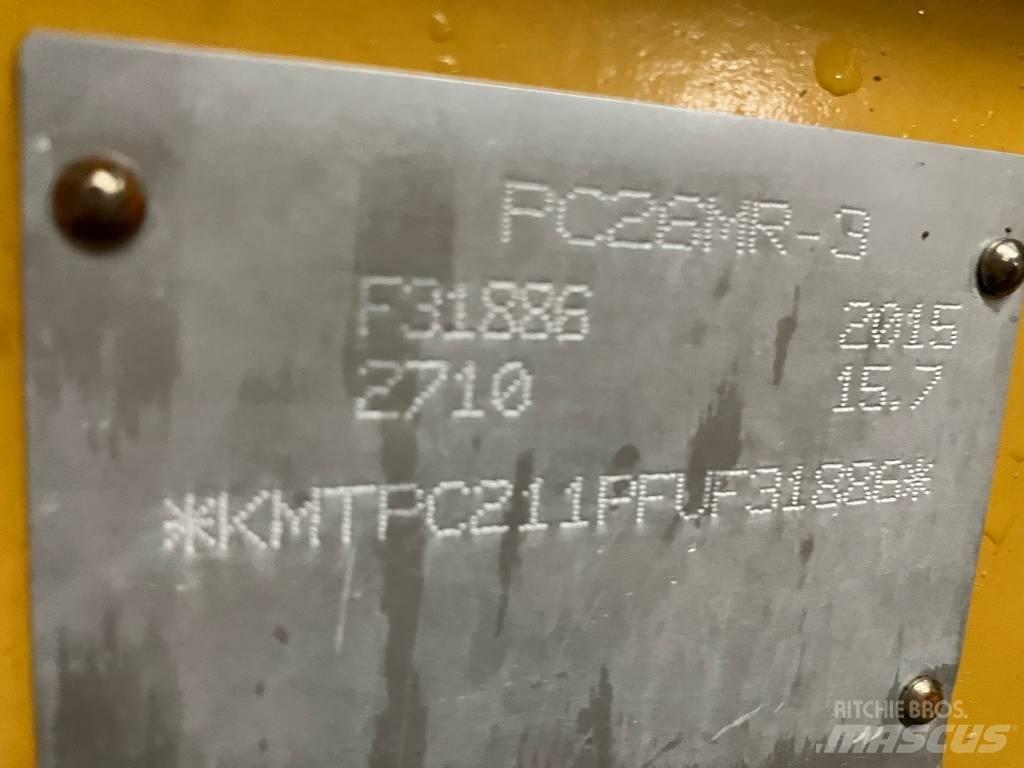 PC26MR-3
F31886 2015
2710 15.7
*KMTPC211PFUF31886*
RITCHIE BROS.
MASCUS